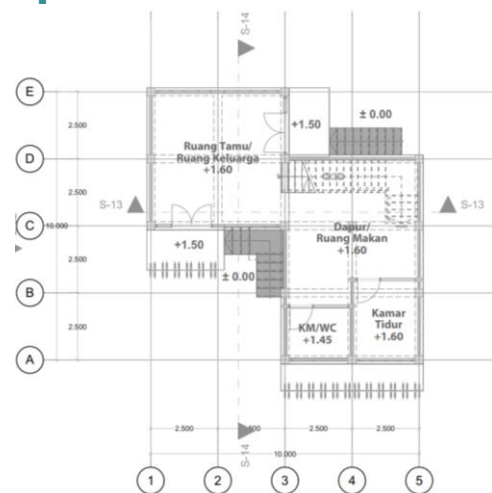 S-14
E
+1.50
± 0.00
2.500
Ruang Tamu/
Ruang Keluarga
+1.60
D
2.500
S-13
S-13
C
10.000
+1.50
Dapur/
Ruang Makan
+1.60
± 0.00
2.500
B
2.500
KM/WC
+1.45
Kamar
Tidur
+1.60
A
2.500
2.500
2.500
10.000
S-14
1
2
3
4
5